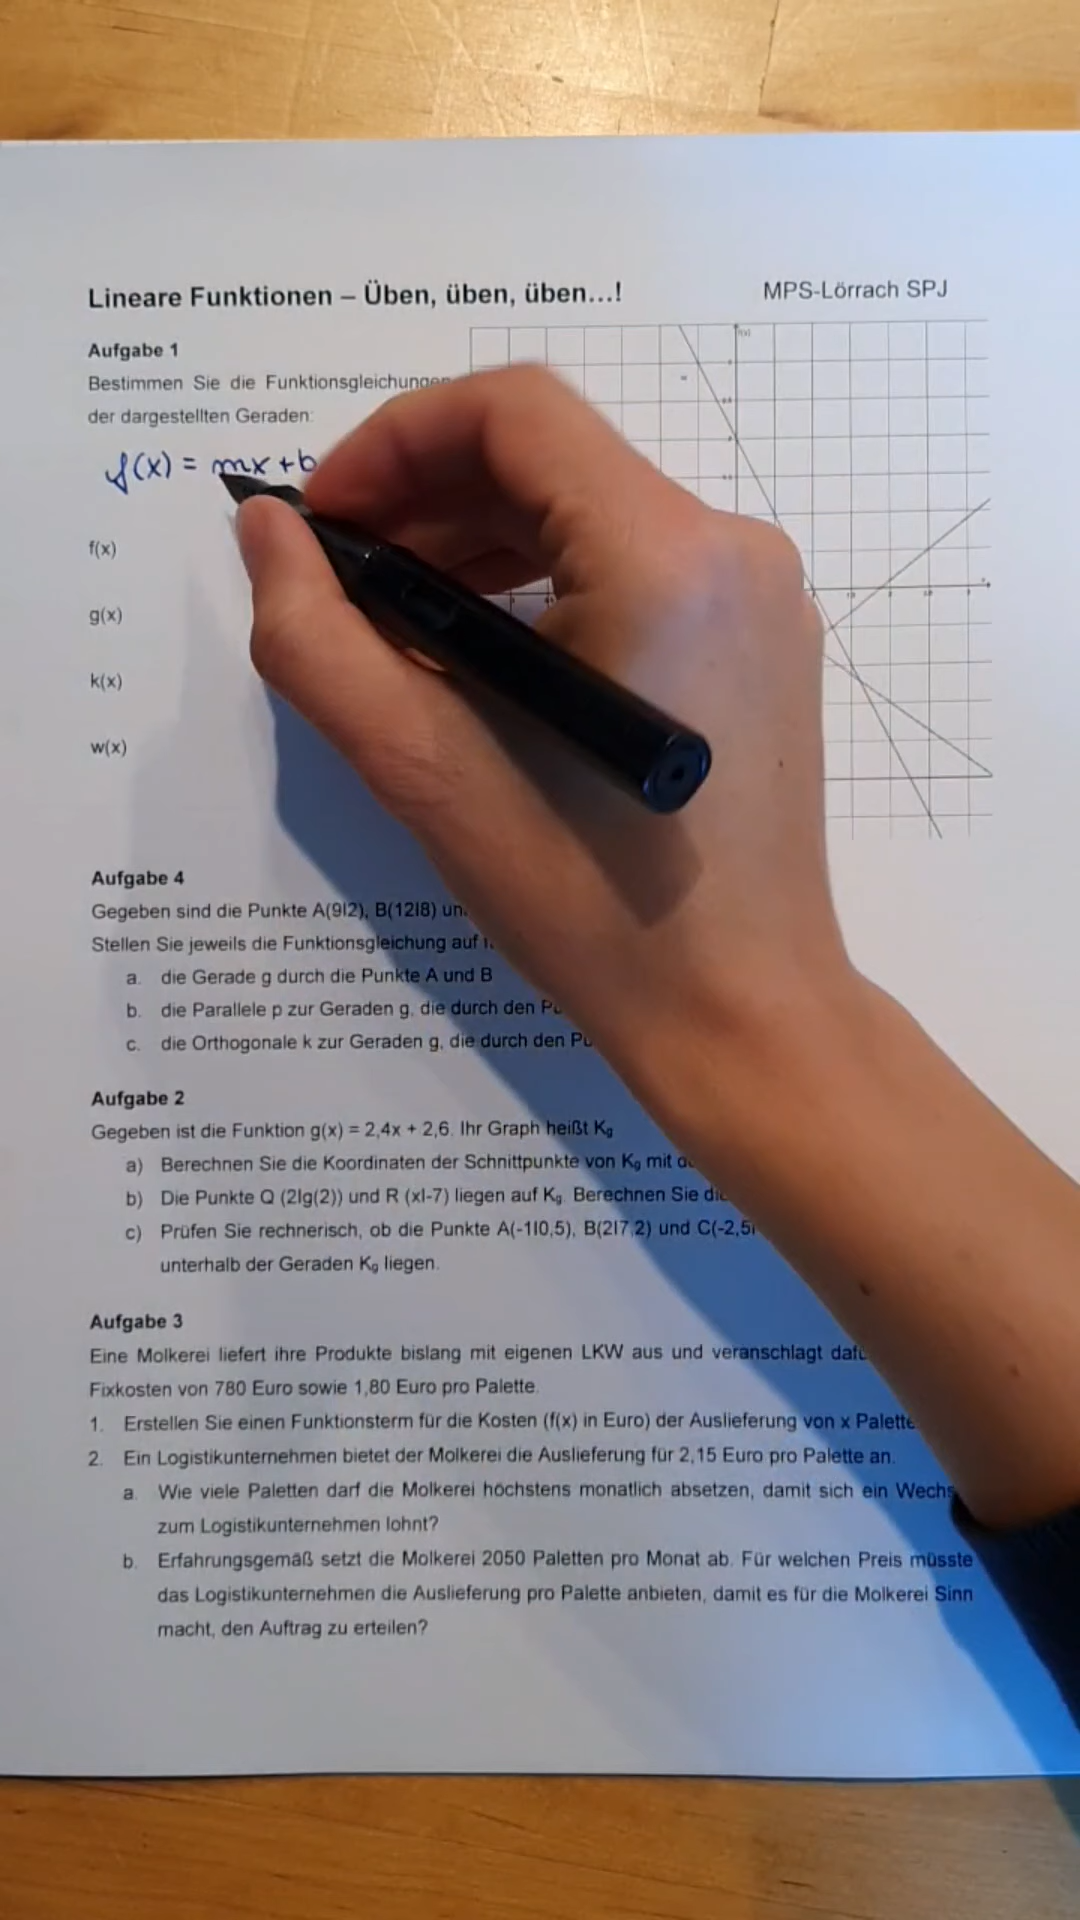 Lineare Funktionen – Üben, üben, üben...!
MPS-Lörrach SPJ
Aufgabe 1
Bestimmen Sie die Funktionsgleichungen
der dargestellten Geraden:
f(x) = mx+b
f(x)
g(x)
k(x)
w(x)
Aufgabe 4
Gegeben sind die Punkte A(9I2), B(12I8)
Stellen Sie jeweils die Funktionsgleichung auf
a. die Gerade g durch die Punkte A und B
b. die Parallele p zur Geraden g, die durch den
c. die Orthogonale k zur Geraden g, die durch den
Aufgabe 2
Gegeben ist die Funktion g(x) = 2,4x + 2,6. Ihr Graph heißt Kg
a) Berechnen Sie die Koordinaten der Schnittpunkte von Kg mit
b) Die Punkte Q (2Ig(2)) und R (xI-7) liegen auf Kg. Berechnen Sie
c) Prüfen Sie rechnerisch, ob die Punkte A(-1I0,5), B(2I7,2) und C(-2,5
unterhalb der Geraden Kg liegen.
Aufgabe 3
Eine Molkerei liefert ihre Produkte bislang mit eigenen LKW aus und veranschlagt
Fixkosten von 780 Euro sowie 1,80 Euro pro Palette.
1. Erstellen Sie einen Funktionsterm für die Kosten (f(x) in Euro) der Auslieferung von x
2. Ein Logistikunternehmen bietet der Molkerei die Auslieferung für 2,15 Euro pro Palette an.
a. Wie viele Paletten darf die Molkerei höchstens monatlich absetzen, damit sich ein
zum Logistikunternehmen lohnt?
b. Erfahrungsgemäß setzt die Molkerei 2050 Paletten pro Monat ab. Für welchen Preis müsste
das Logistikunternehmen die Auslieferung pro Palette anbieten, damit es für die Molkerei Sinn
macht, den Auftrag zu erteilen?